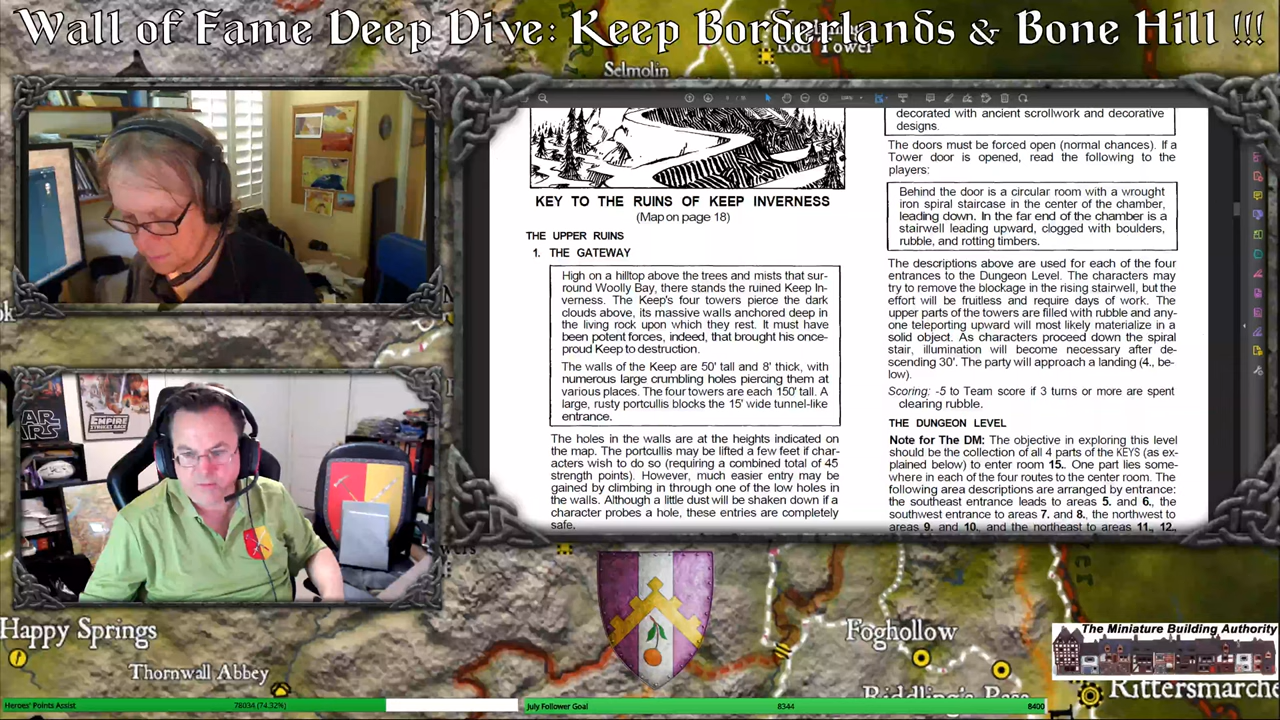 Wall of Fame Deep Dive: Keep Borderlands & Bone Hill !!!
Rod Tower
Selmolin
STAR
WARS
EMPIRE
STRIKES BACK
KEY TO THE RUINS OF KEEP INVERNESS
(Map on page 18)
THE UPPER RUINS
1. THE GATEWAY
High on a hilltop above the trees and mists that sur-
round Woolly Bay, there stands the ruined Keep In-
verness. The Keep's four towers pierce the dark
clouds above, its massive walls anchored deep in
the living rock upon which they rest. It must have
been potent forces, indeed, that brought his once-
proud Keep to destruction.
The walls of the Keep are 50' tall and 8' thick, with
numerous large crumbling holes piercing them at
various places. The four towers are each 150' tall. A
large, rusty portcullis blocks the 15' wide tunnel-like
entrance.
The holes in the walls are at the heights indicated on
the map. The portcullis may be lifted a few feet if char-
acters wish to do so (requiring a combined total of 45
strength points). However, much easier entry may be
gained by climbing in through one of the low holes in
the walls. Although a little dust will be shaken down if a
character probes a hole, these entries are completely
safe.
decorated with ancient scrollwork and decorative
designs.
The doors must be forced open (normal chances). If a
Tower door is opened, read the following to the
players:
Behind the door is a circular room with a wrought
iron spiral staircase in the center of the chamber,
leading down. In the far end of the chamber is a
stairwell leading upward, clogged with boulders,
rubble, and rotting timbers.
The descriptions above are used for each of the four
entrances to the Dungeon Level. The characters may
try to remove the blockage in the rising stairwell, but the
effort will be fruitless and require days of work. The
upper parts of the towers are filled with rubble and any-
one teleporting upward will most likely materialize in a
solid object. As characters proceed down the spiral
stair, illumination will become necessary after de-
scending 30'. The party will approach a landing (4., be-
low).
Scoring: -5 to Team score if 3 turns or more are spent
clearing rubble.
THE DUNGEON LEVEL
Note for The DM: The objective in exploring this level
should be the collection of all 4 parts of the KEYS (as ex-
plained below) to enter room 15. One part lies some-
where in each of the four routes to the center room. The
following area descriptions are arranged by entrance:
the southeast entrance leads to areas 5. and 6., the
southwest entrance to areas 7. and 8., the northwest to
areas 9. and 10. and the northeast to areas 11., 12.,
Happy Springs
Thornwall Abbey
Foghollow
Riddling's Pass
Rittersmarche
The Miniature Building Authority
Heroes' Points Assist
78034 (74.32%)
July Follower Goal
8344
8400